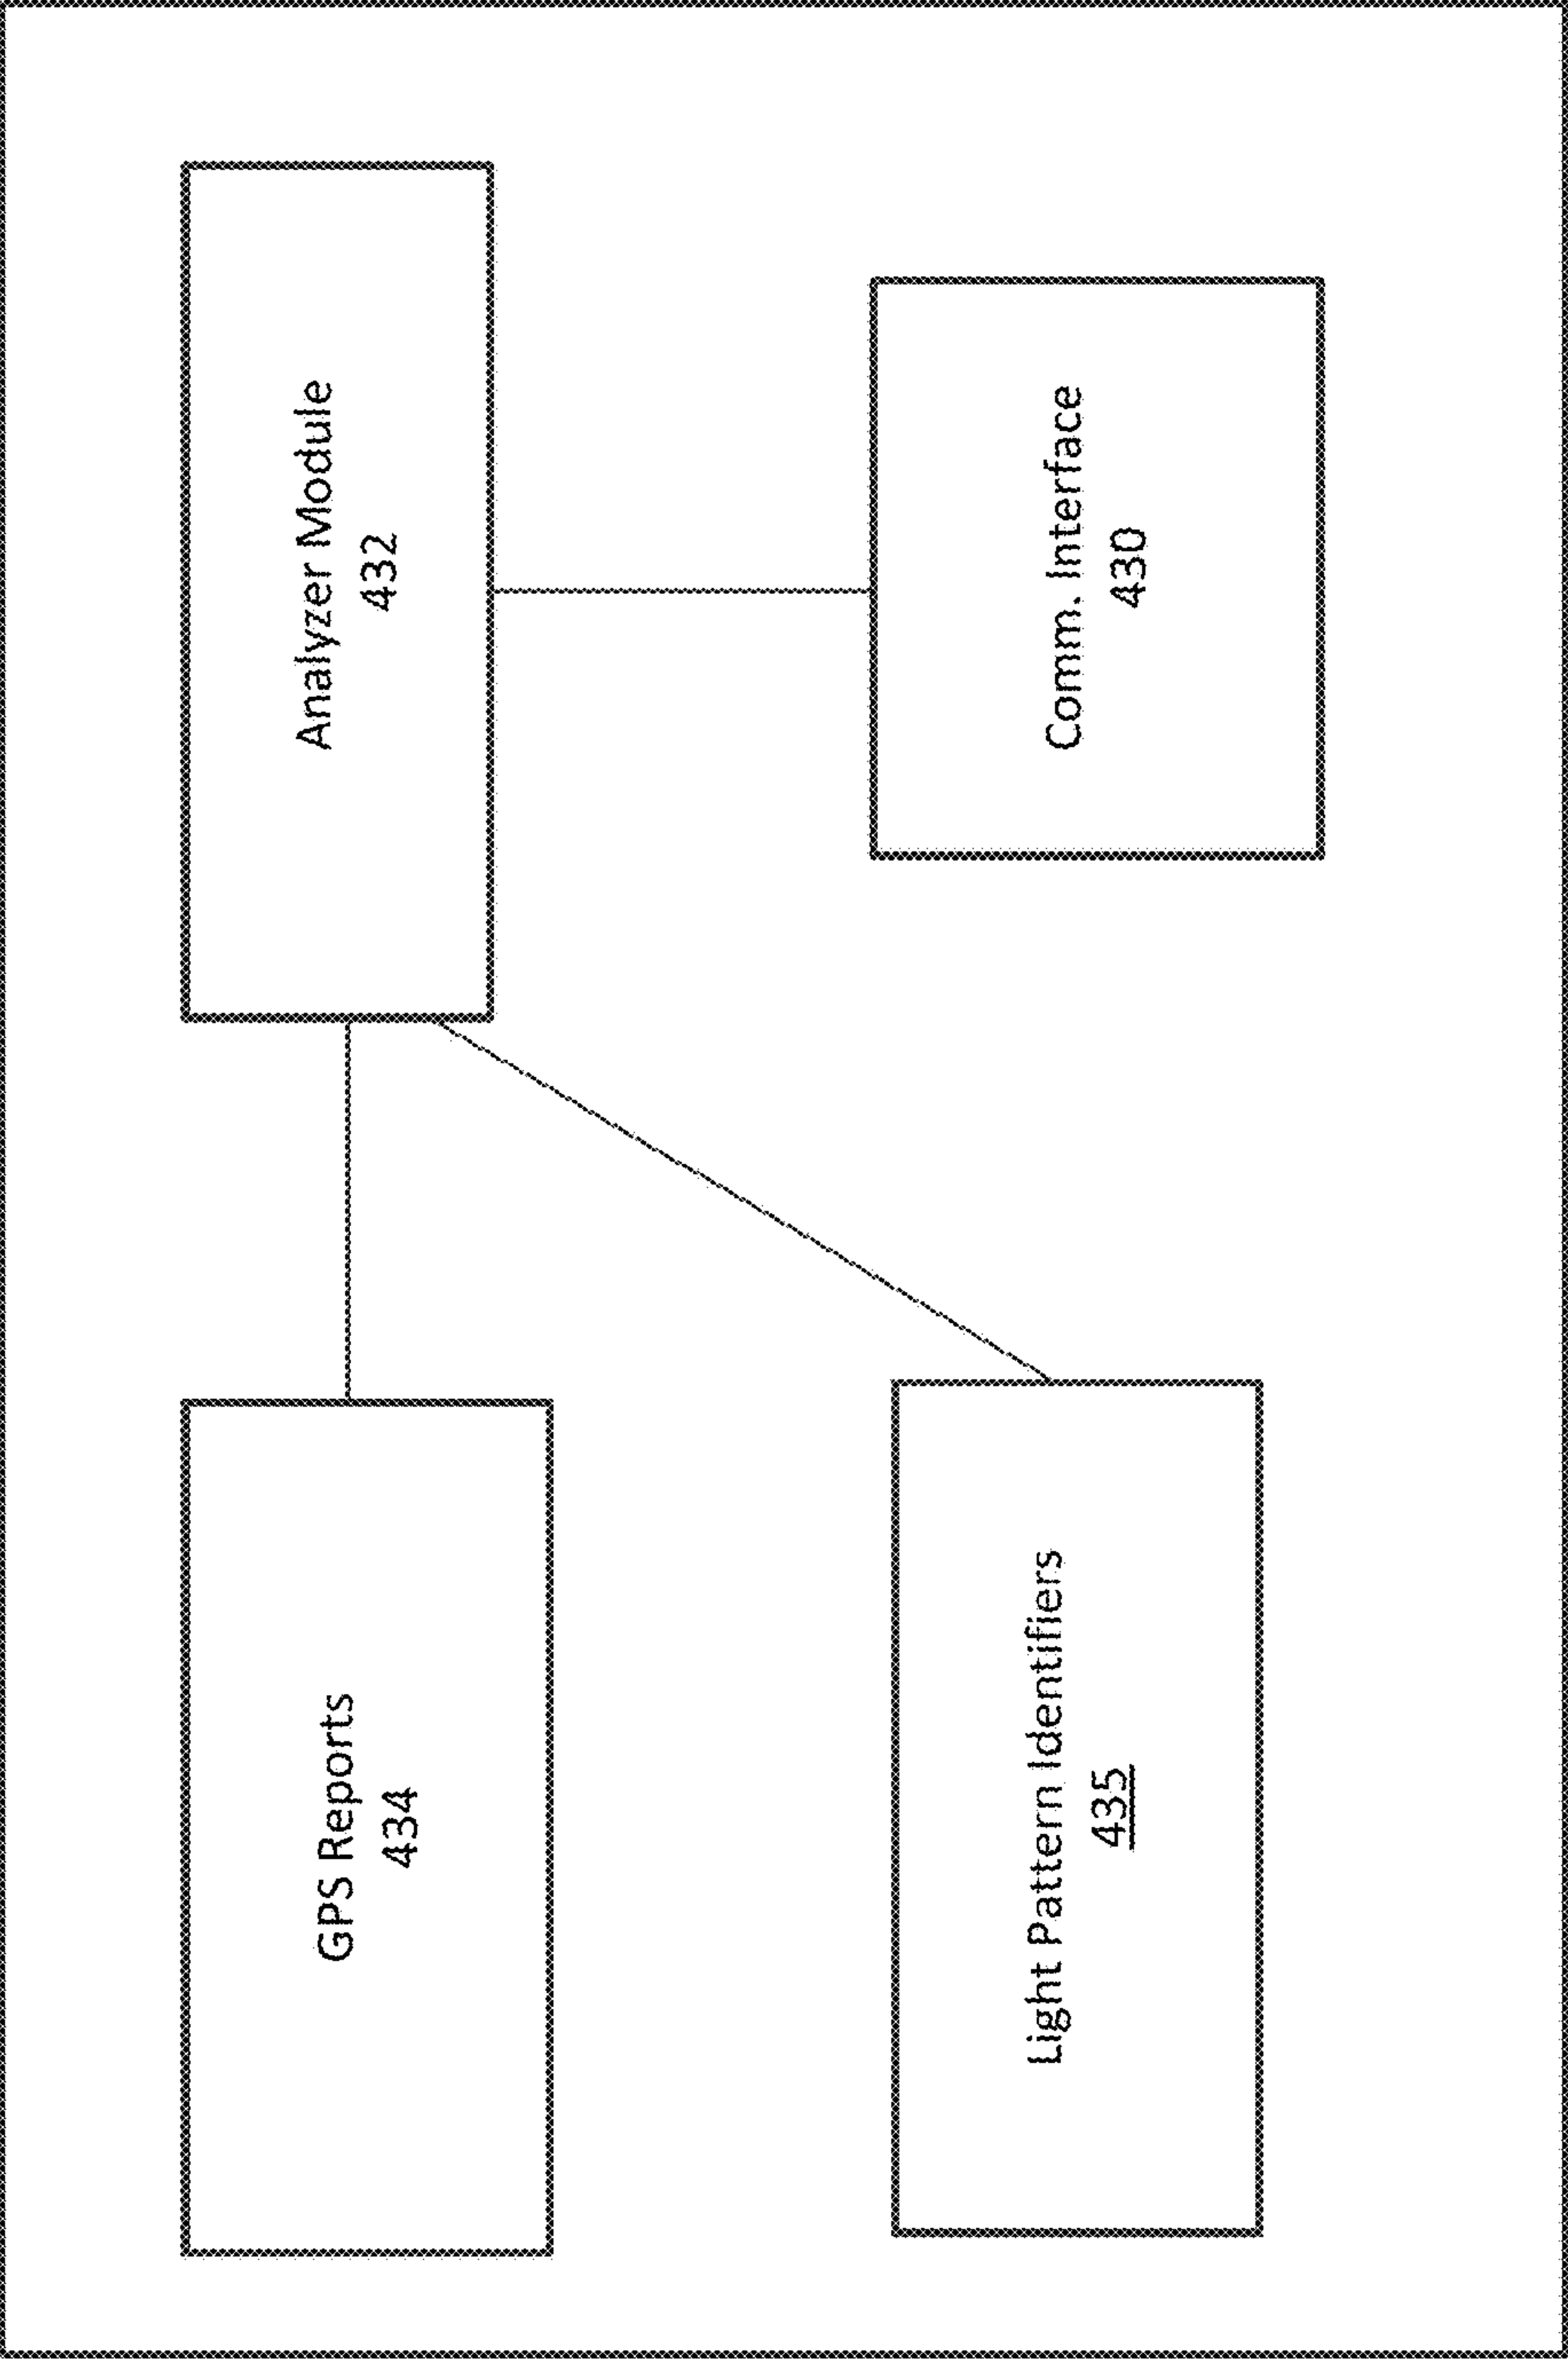 GPS Reports
434
Analyzer Module
432
Light Pattern Identifiers
435
Comm. Interface
430